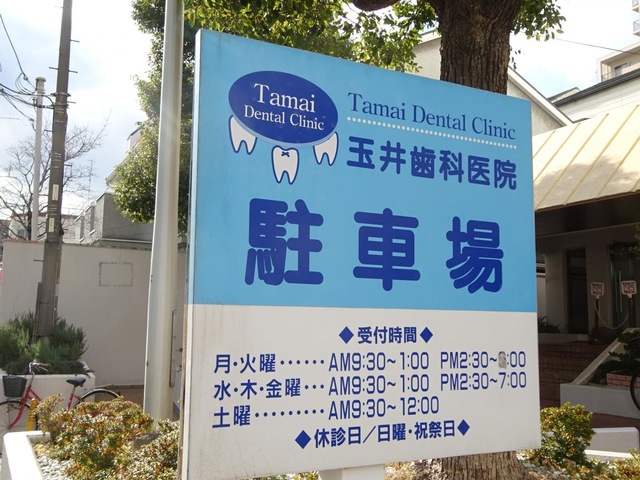 Tamai
Dental Clinic
Tamai Dental Clinic
玉井歯科医院
駐車場
◆受付時間◆
月・火曜・・・・・・AM9:30~1:00 PM2:30~ :00
水・木・金曜・・・AM9:30~1:00 PM2:30~7:00
土曜・・・・・・・・・AM9:30~12:00
◆休診日/日曜・祝祭日◆